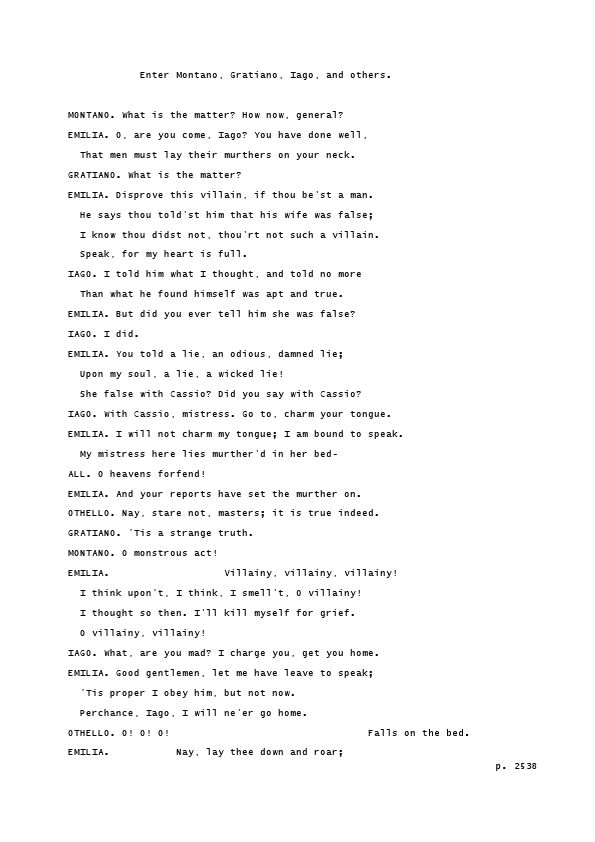 Enter Montano, Gratiano, Iago, and others.
MONTANO. What is the matter? How now, general?
EMILIA. O, are you come, Iago? You have done well,
That men must lay their murthers on your neck.
GRATIANO. What is the matter?
EMILIA. Disprove this villain, if thou be'st a man.
He says thou told'st him that his wife was false;
I know thou didst not, thou'rt not such a villain.
Speak, for my heart is full.
IAGO. I told him what I thought, and told no more
Than what he found himself was apt and true.
EMILIA. But did you ever tell him she was false?
IAGO. I did.
EMILIA. You told a lie, an odious, damned lie;
Upon my soul, a lie, a wicked lie!
She false with Cassio? Did you say with Cassio?
IAGO. With Cassio, mistress. Go to, charm your tongue.
EMILIA. I will not charm my tongue; I am bound to speak.
My mistress here lies murther'd in her bed-
ALL. O heavens forfend!
EMILIA. And your reports have set the murther on.
OTHELLO. Nay, stare not, masters; it is true indeed.
GRATIANO. 'Tis a strange truth.
MONTANO. O monstrous act!
EMILIA. Villainy, villainy, villainy!
I think upon't, I think, I smell't, O villainy!
I thought so then. I'll kill myself for grief.
O villainy, villainy!
IAGO. What, are you mad? I charge you, get you home.
EMILIA. Good gentlemen, let me have leave to speak;
'Tis proper I obey him, but not now.
Perchance, Iago, I will ne'er go home.
OTHELLO. O! O! O! Falls on the bed.
EMILIA. Nay, lay thee down and roar;
p. 2538